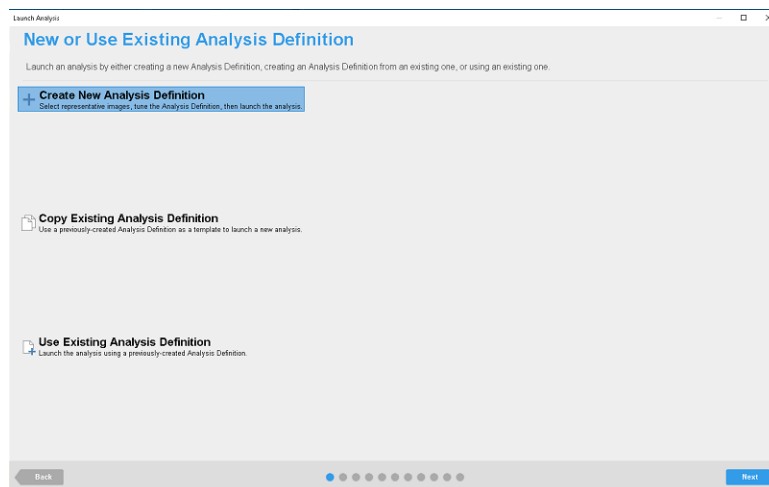 Launch Analysis
New or Use Existing Analysis Definition
Launch an analysis by either creating a new Analysis Definition, creating an Analysis Definition from an existing one, or using an existing one.
Create New Analysis Definition
Select representative images, tune the Analysis Definition, then launch the analysis.
Copy Existing Analysis Definition
Use a previously-created Analysis Definition as a template to launch a new analysis.
Use Existing Analysis Definition
Launch the analysis using a previously-created Analysis Definition.
Back
Next